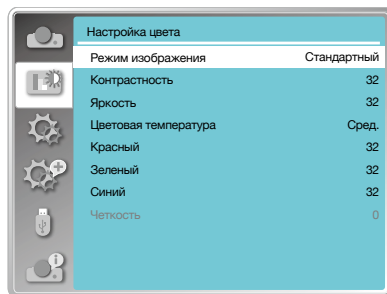 Настройка цвета
Режим изображения Стандартный
Контрастность 32
Яркость 32
Цветовая температура Сред.
Красный 32
Зеленый 32
Синий 32
Четкость 0